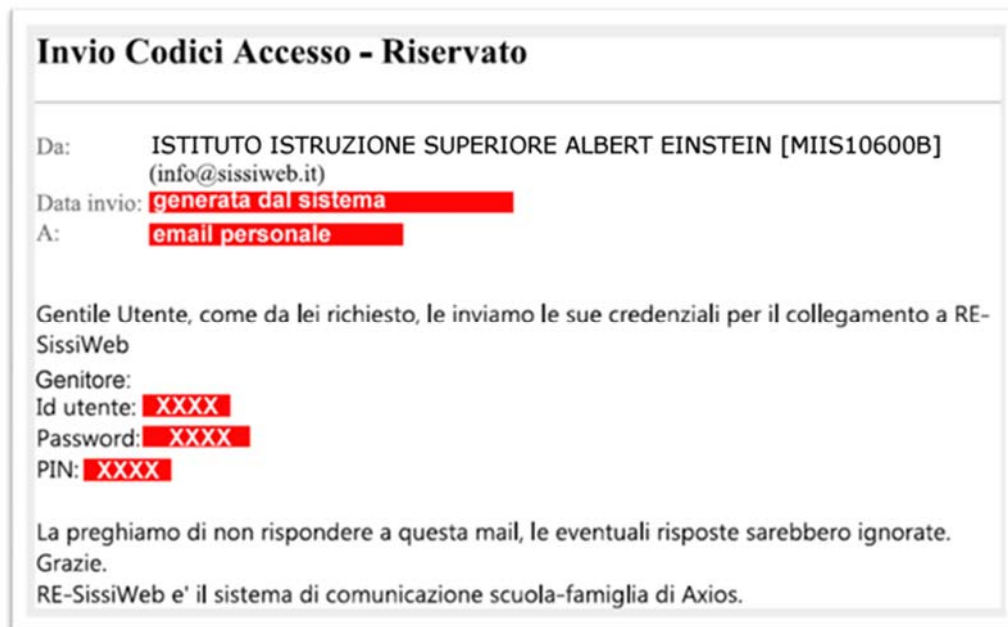 Invio Codici Accesso - Riservato
Da: ISTITUTO ISTRUZIONE SUPERIORE ALBERT EINSTEIN [MIIS10600B]
(info@sissiweb.it)
Data invio: generata dal sistema
A: email personale
Gentile Utente, come da lei richiesto, le inviamo le sue credenziali per il collegamento a RE-
SissiWeb
Genitore:
Id utente: XXXX
Password: XXXX
PIN: XXXX
La preghiamo di non rispondere a questa mail, le eventuali risposte sarebbero ignorate.
Grazie.
RE-SissiWeb e' il sistema di comunicazione scuola-famiglia di Axios.